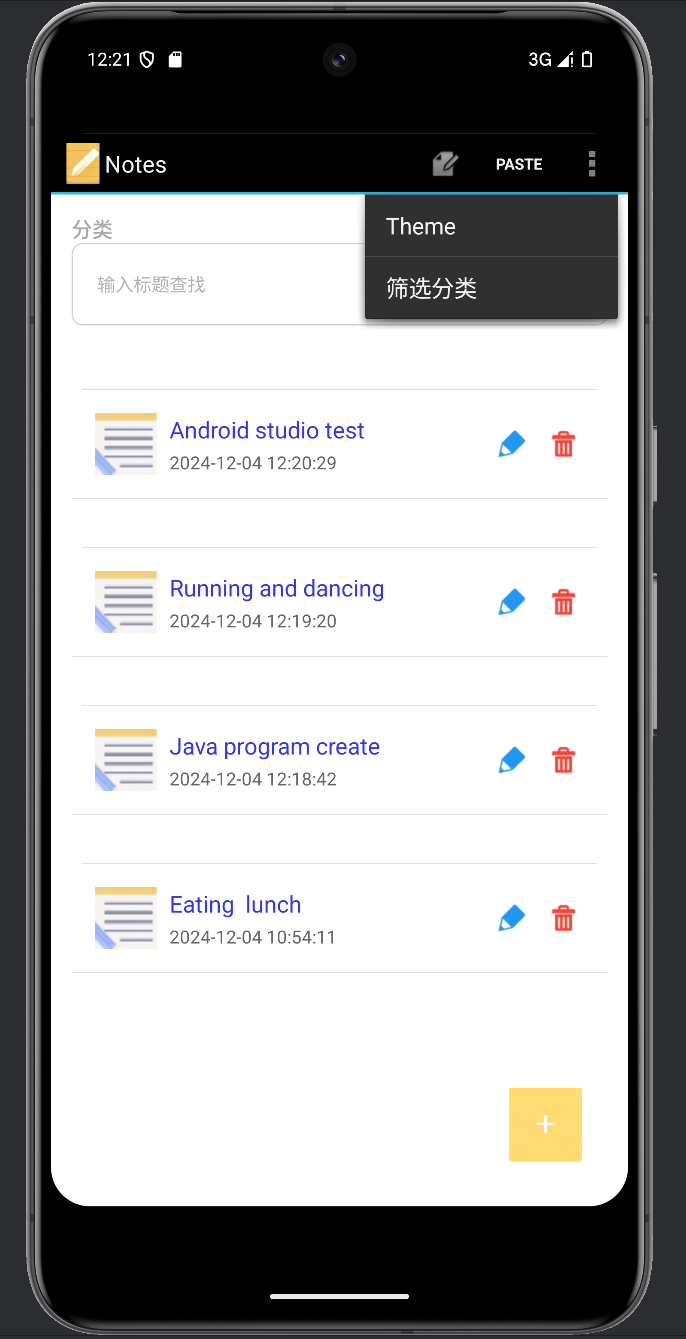 12:21
3G
Notes
PASTE
Theme
筛选分类
分类
输入标题查找
Android studio test
2024-12-04 12:20:29
Running and dancing
2024-12-04 12:19:20
Java program create
2024-12-04 12:18:42
Eating  lunch
2024-12-04 10:54:11
+